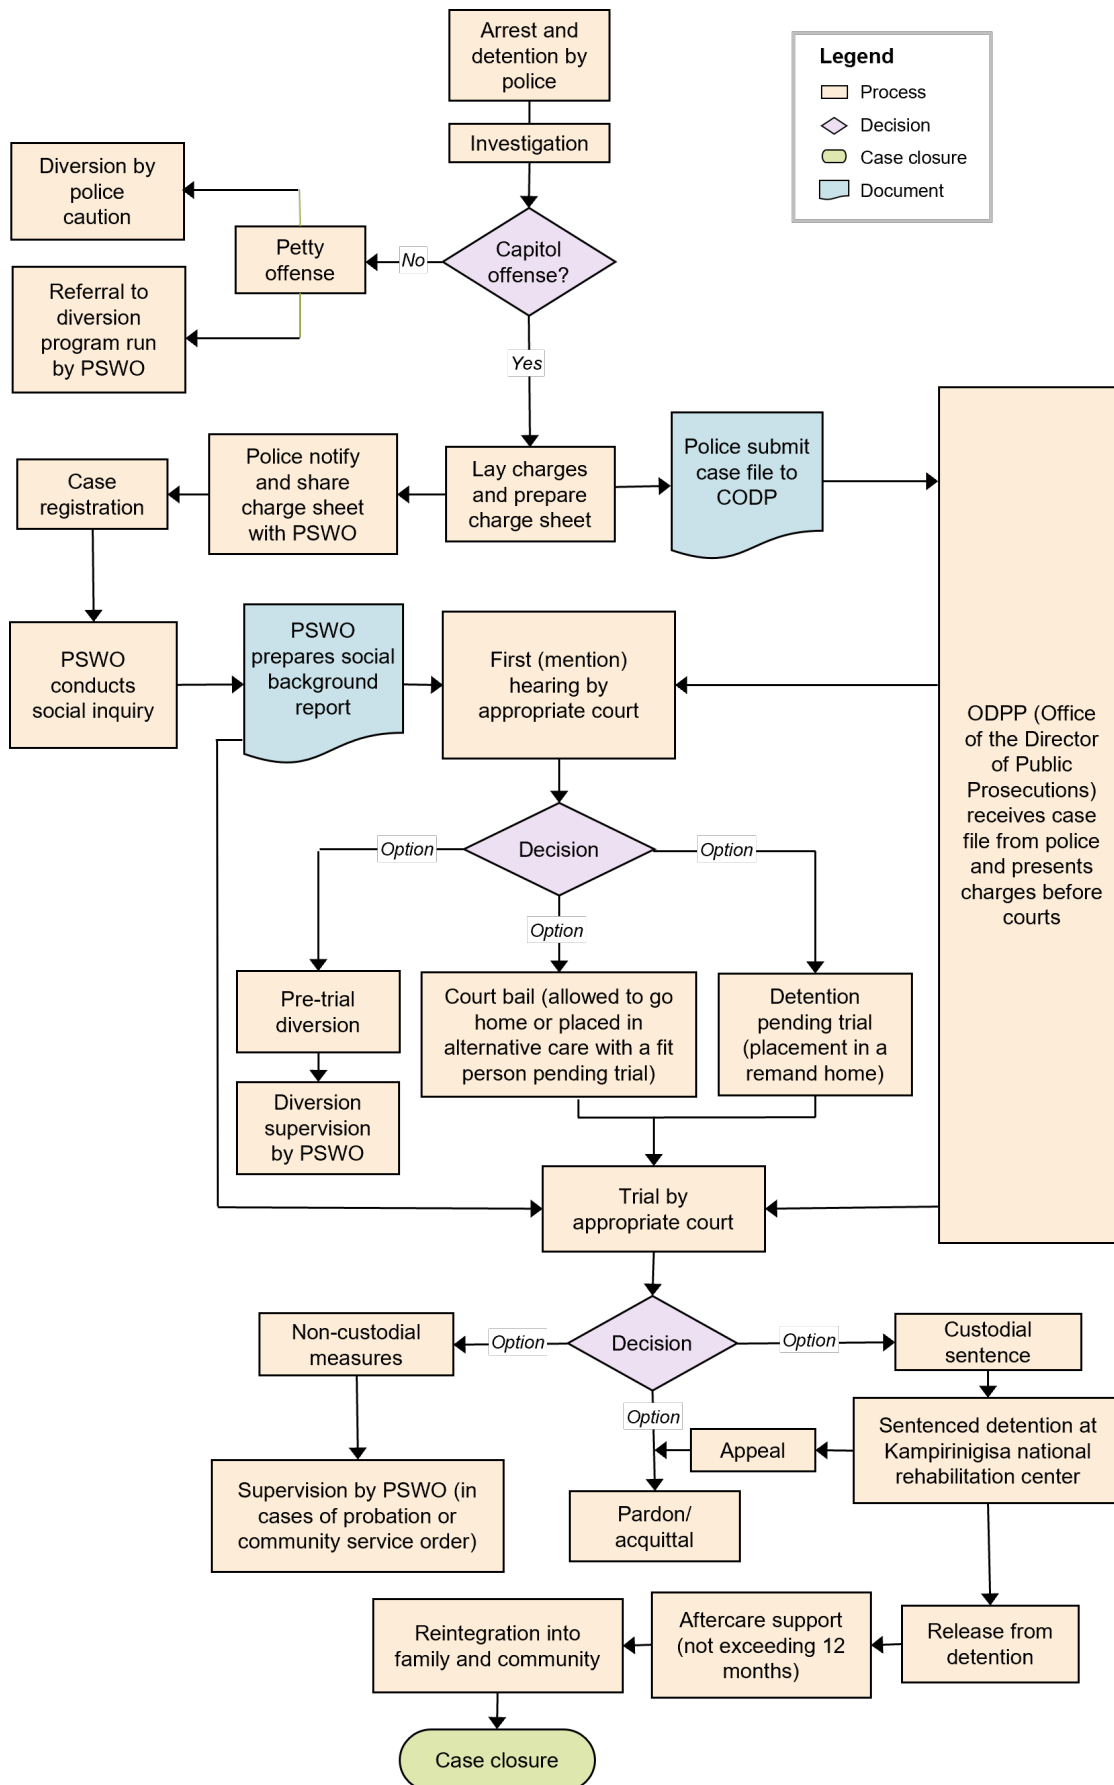 Arrest and
detention by
police
Legend
Process
Decision
Case closure
Document
Investigation
Diversion by
police
caution
Petty
offense
No
Capitol
offense?
Referral to
diversion
program run
by PSWO
Yes
Case
registration
Police notify
and share
charge sheet
with PSWO
Lay charges
and prepare
charge sheet
Police submit
case file to
CODP
PSWO
conducts
social inquiry
PSWO
prepares social
background
report
First (mention)
hearing by
appropriate court
ODPP (Office
of the Director
of Public
Prosecutions)
receives case
file from police
and presents
charges before
courts
Option
Decision
Option
Option
Pre-trial
diversion
Court bail (allowed to go
home or placed in
alternative care with a fit
person pending trial)
Detention
pending trial
(placement in a
remand home)
Diversion
supervision
by PSWO
Trial by
appropriate court
Non-custodial
measures
Option
Decision
Option
Custodial
sentence
Option
Appeal
Sentenced detention at
Kampirinigisa national
rehabilitation center
Supervision by PSWO (in
cases of probation or
community service order)
Pardon/
acquittal
Reintegration into
family and community
Aftercare support
(not exceeding 12
months)
Release from
detention
Case closure